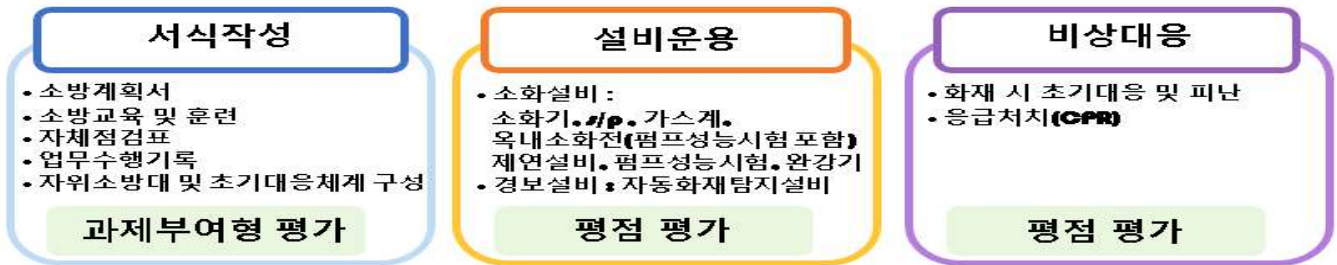 서식작성
• 소방계획서
• 소방교육 및 훈련
• 자체점검표
• 업무수행기록
• 자위소방대 및 초기대응체계 구성
과제부여형 평가
설비운용
• 소화설비 :
소화기, s/p, 가스계,
옥내소화전(펌프성능시험 포함)
제연설비, 펌프성능시험, 완강기
• 경보설비 : 자동화재탐지설비
평점 평가
비상대응
• 화재 시 초기대응 및 피난
• 응급처치(CPR)
평점 평가